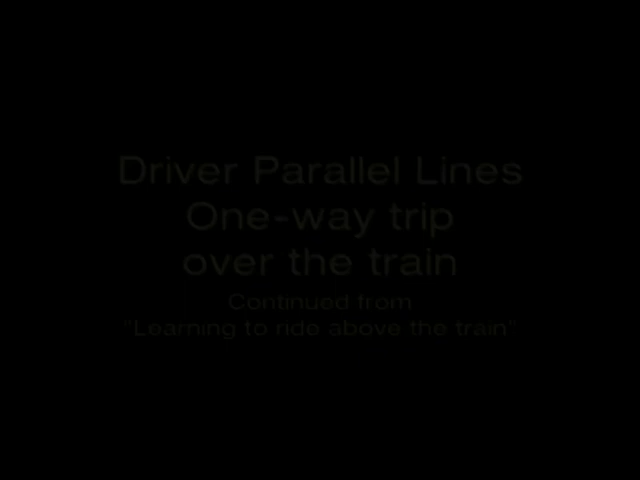 Driver Parallel Lines
One-way trip
over the train
Continued from
"Learning to ride above the train"